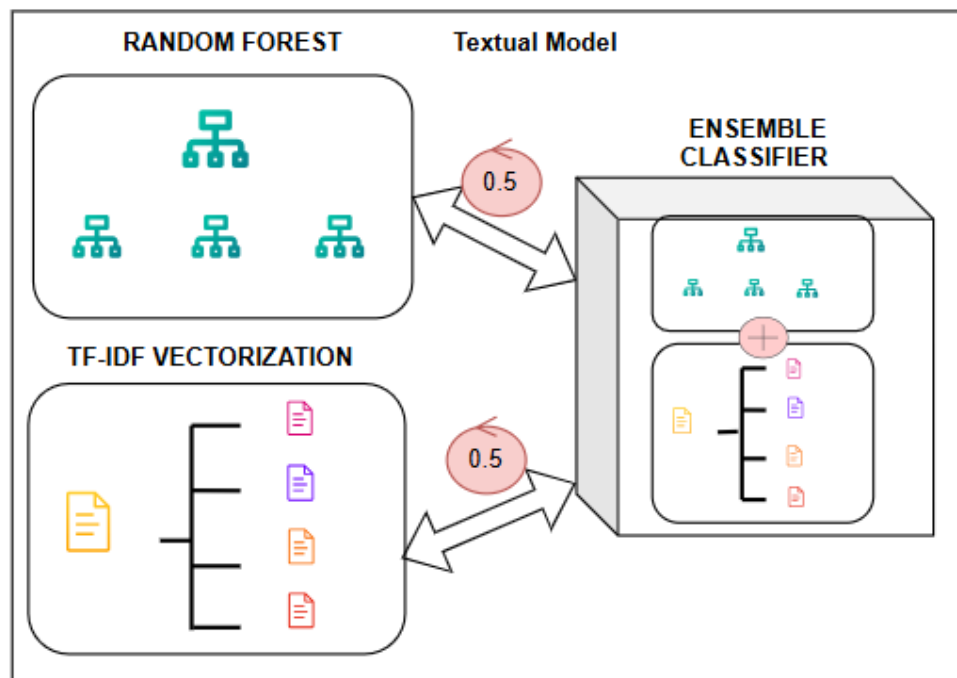 RANDOM FOREST
Textual Model
ENSEMBLE
CLASSIFIER
0.5
TF-IDF VECTORIZATION
0.5